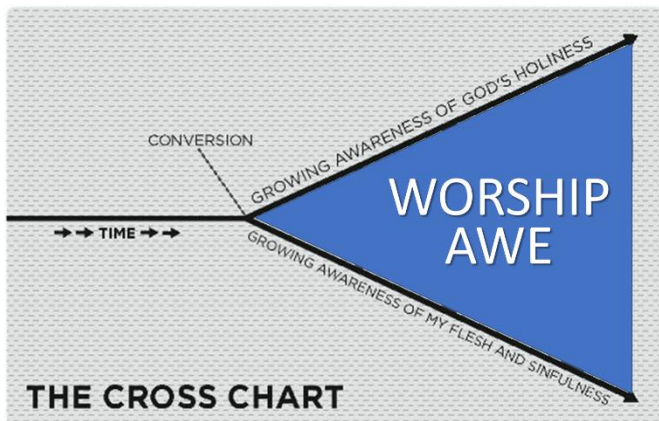 GROWING AWARENESS OF GOD'S HOLINESS
CONVERSION
WORSHIP
AWE
→→ TIME →→
GROWING AWARENESS OF MY FLESH AND SINFULNESS
THE CROSS CHART